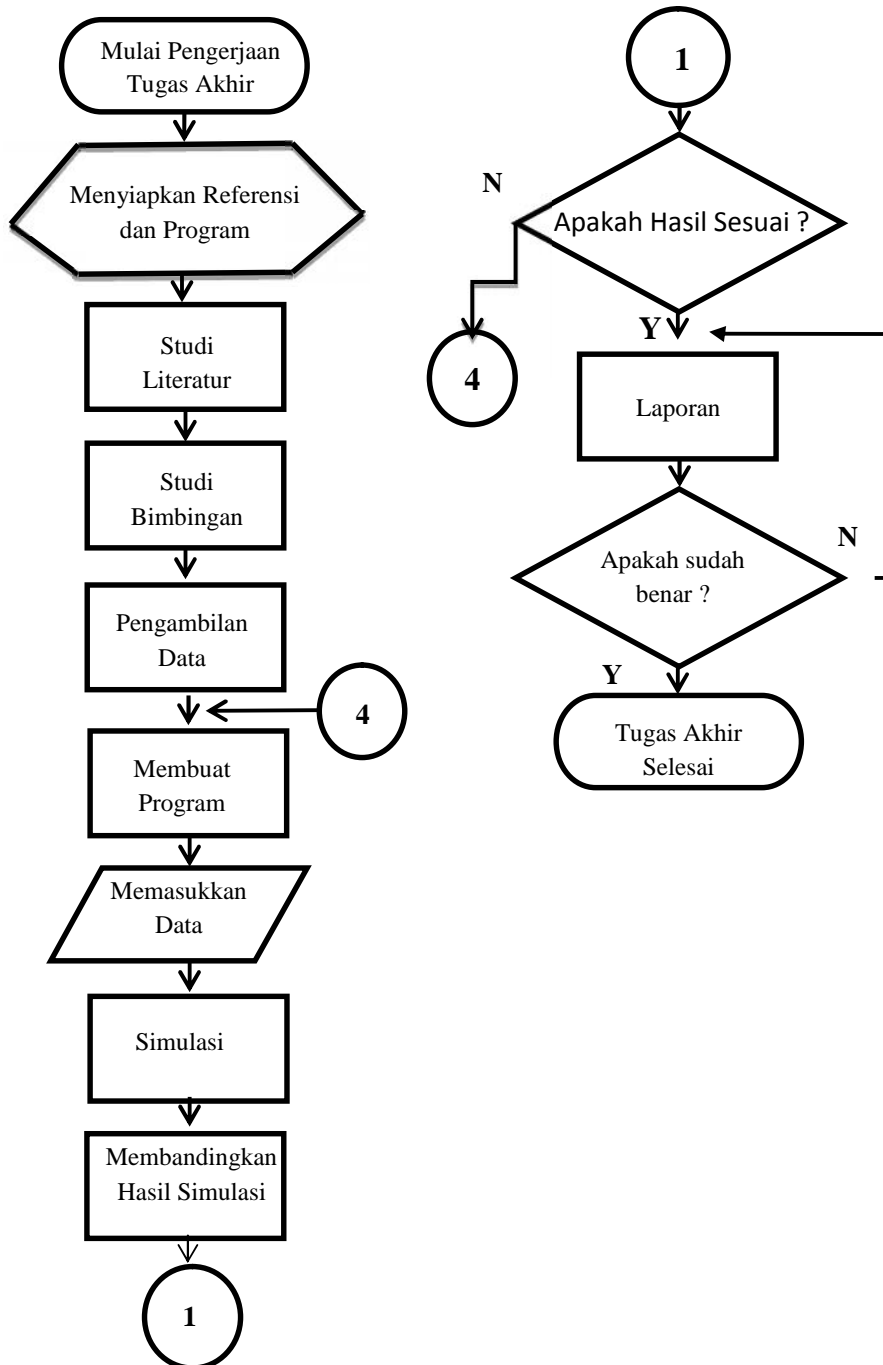 Mulai Pengerjaan
Tugas Akhir
Menyiapkan Referensi
dan Program
Studi
Literatur
Studi
Bimbingan
Pengambilan
Data
4
Membuat
Program
Memasukkan
Data
Simulasi
Membandingkan
Hasil Simulasi
1
1
N
Apakah Hasil Sesuai ?
Y
4
Laporan
N
Apakah sudah
benar ?
Y
Tugas Akhir
Selesai